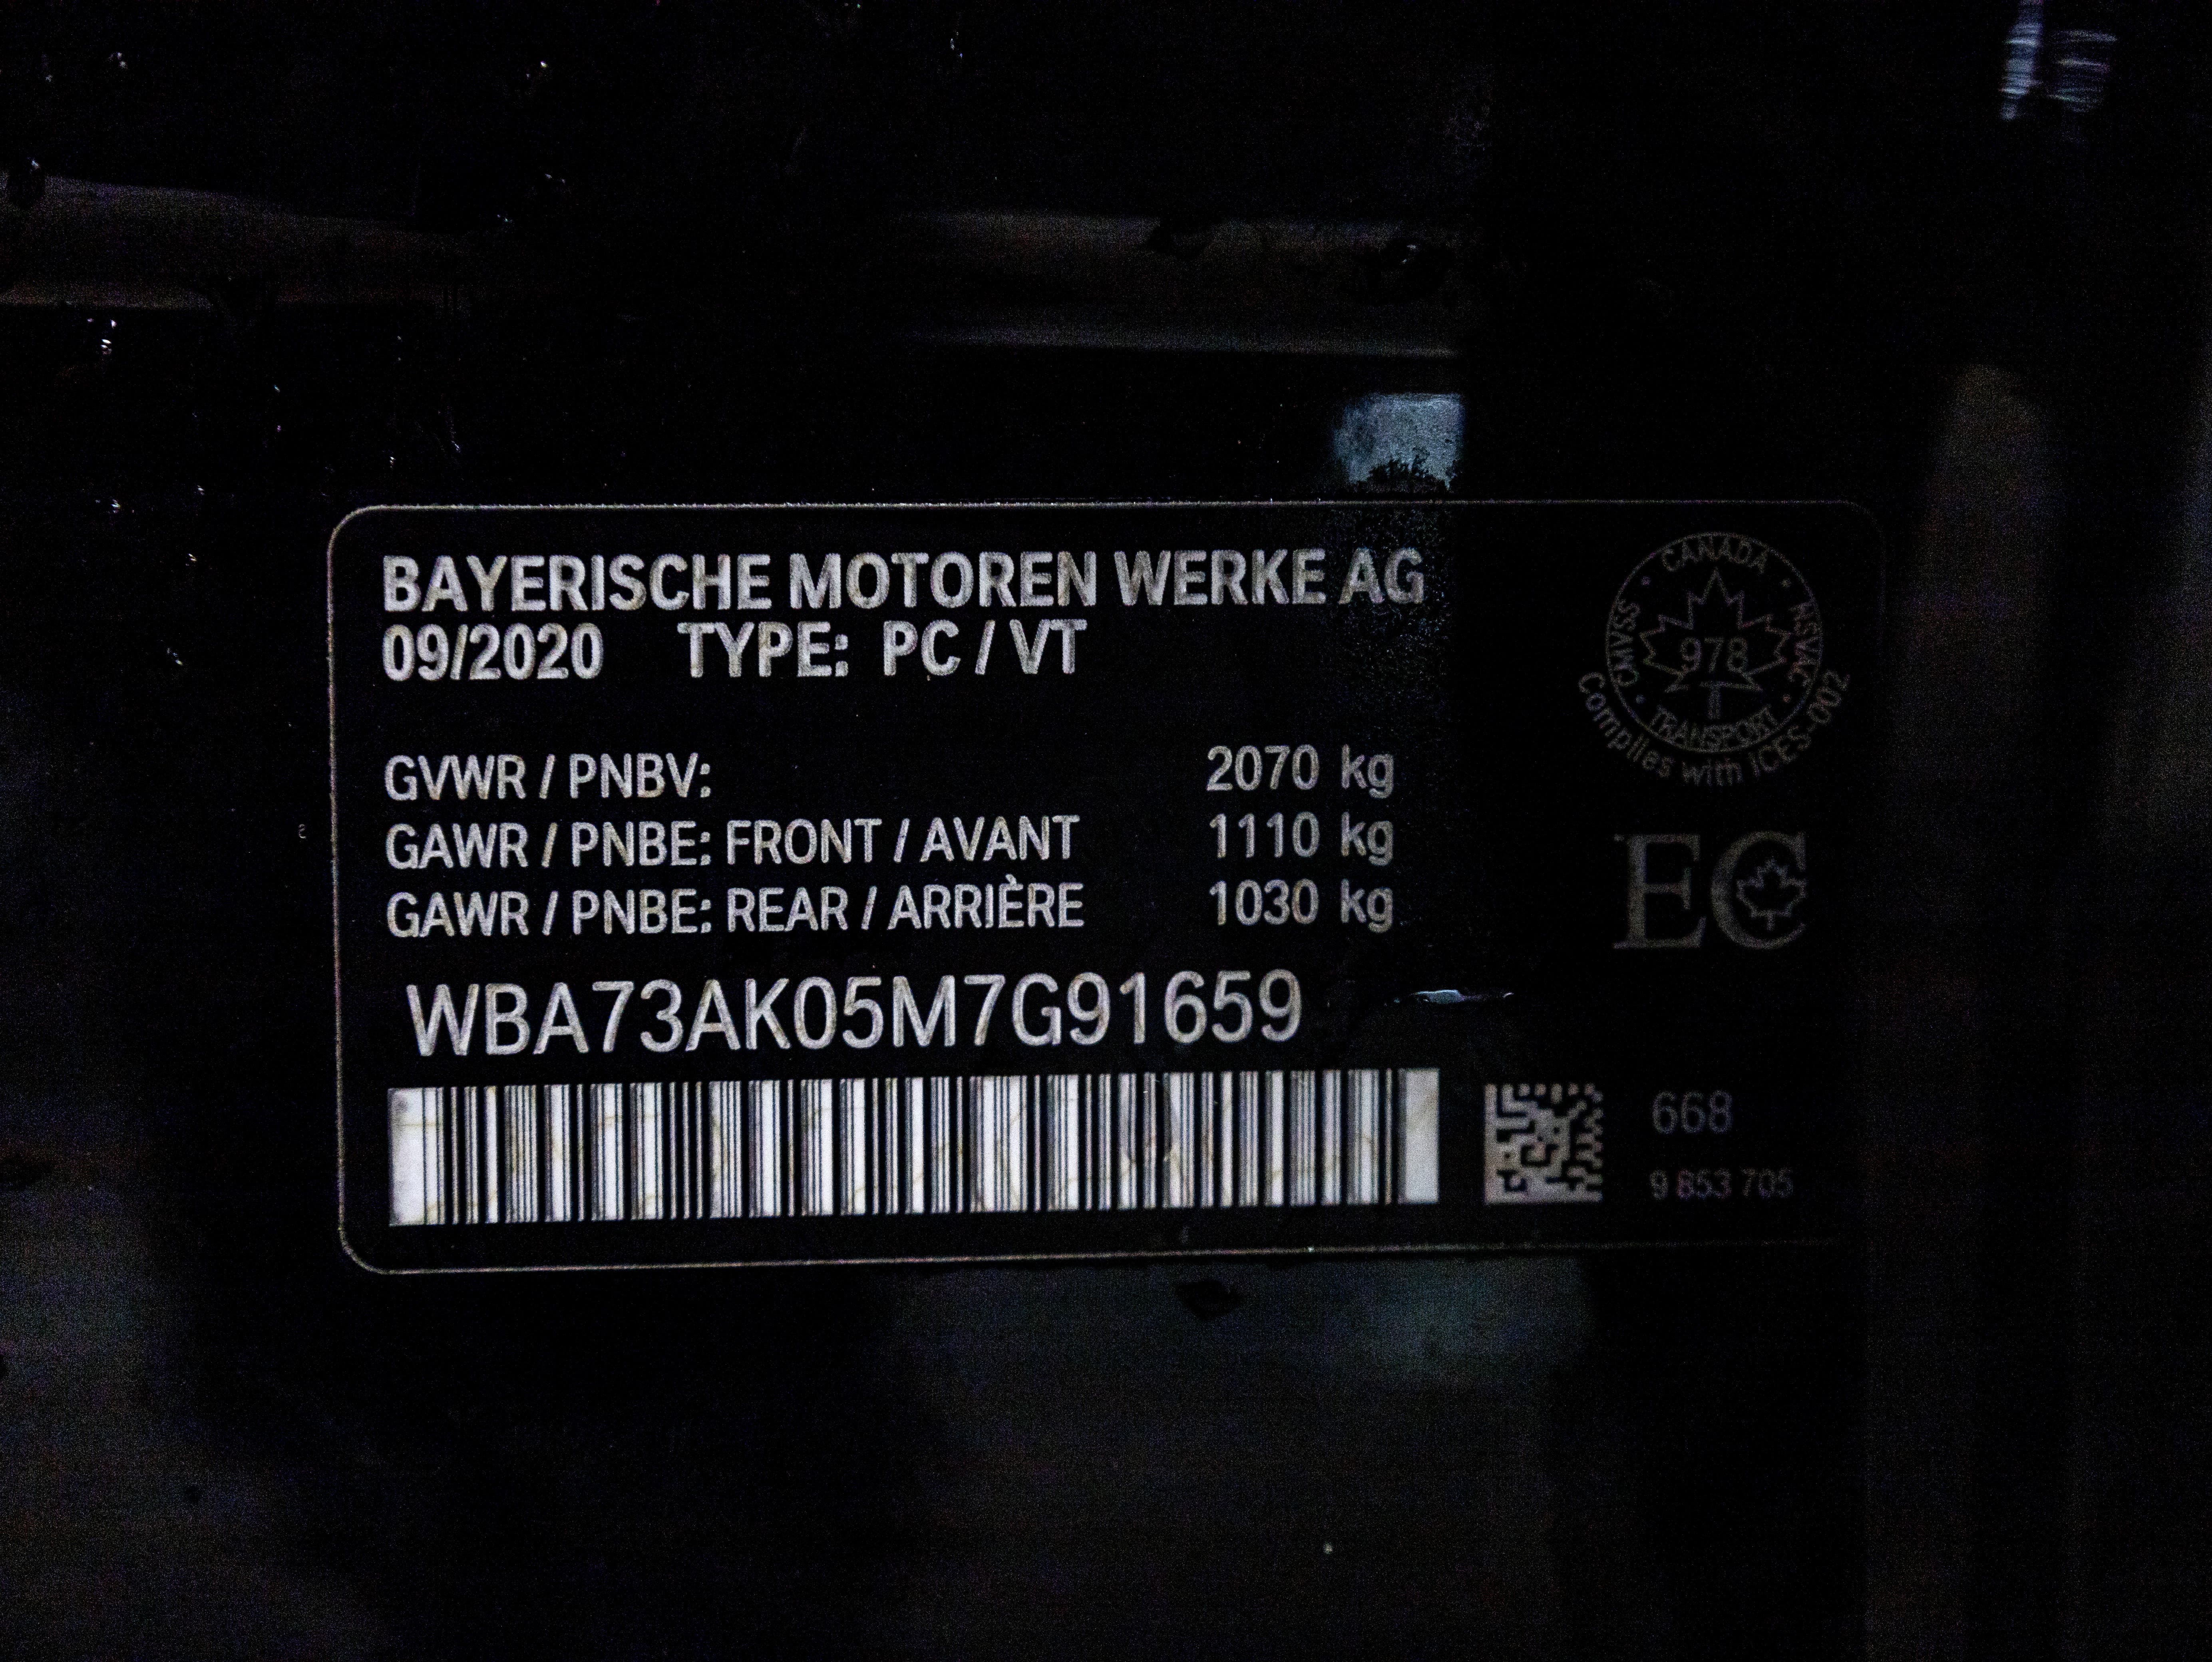 BAYERISCHE MOTOREN WERKE AG
09/2020 TYPE: PC / VT
GVWR / PNBV: 2070 kg
GAWR / PNBE: FRONT / AVANT 1110 kg
GAWR / PNBE: REAR / ARRIÈRE 1030 kg
WBA73AK05M7G91659
CANADA
CMVSS
978
NSVAC
TRANSPORT
Complies with ICES-002
EC
668
9 853 705